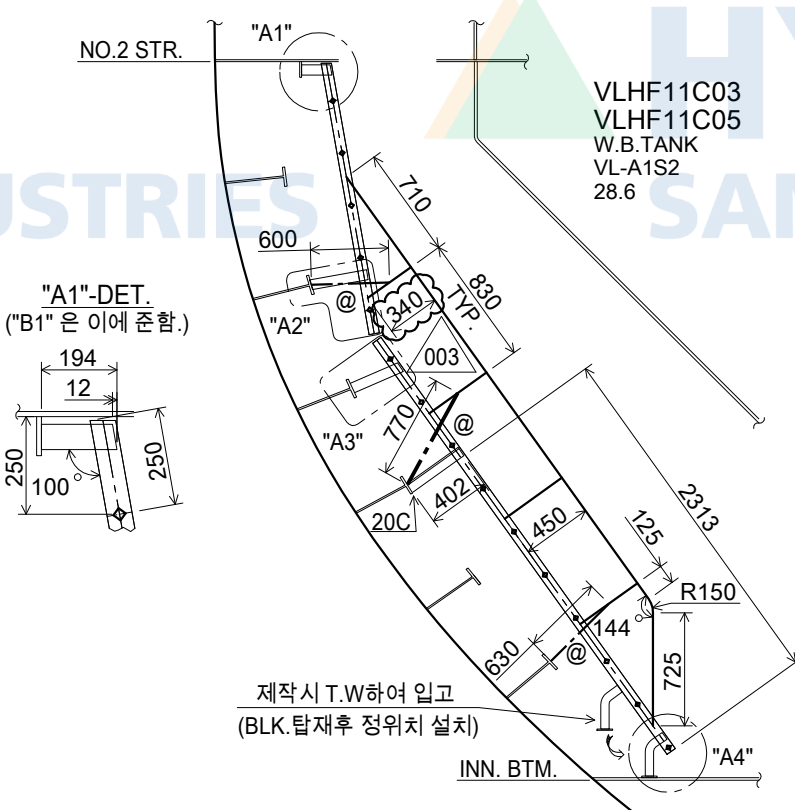 "A1"
NO.2 STR.
VLHF11C03
VLHF11C05
W.B.TANK
VL-A1S2
28.6
USTRIES
HY
SAN
710
600
830
TYP.
"A2"
@
340
003
"A1"-DET.
("B1" 은 이에 준함.)
194
12
250
100°
250
"A3"
770
@
402
20C
2313
450
125
R150
144°
630
@
725
제작시 T.W하여 입고
(BLK.탑재후 정위치 설치)
"A4"
INN. BTM.